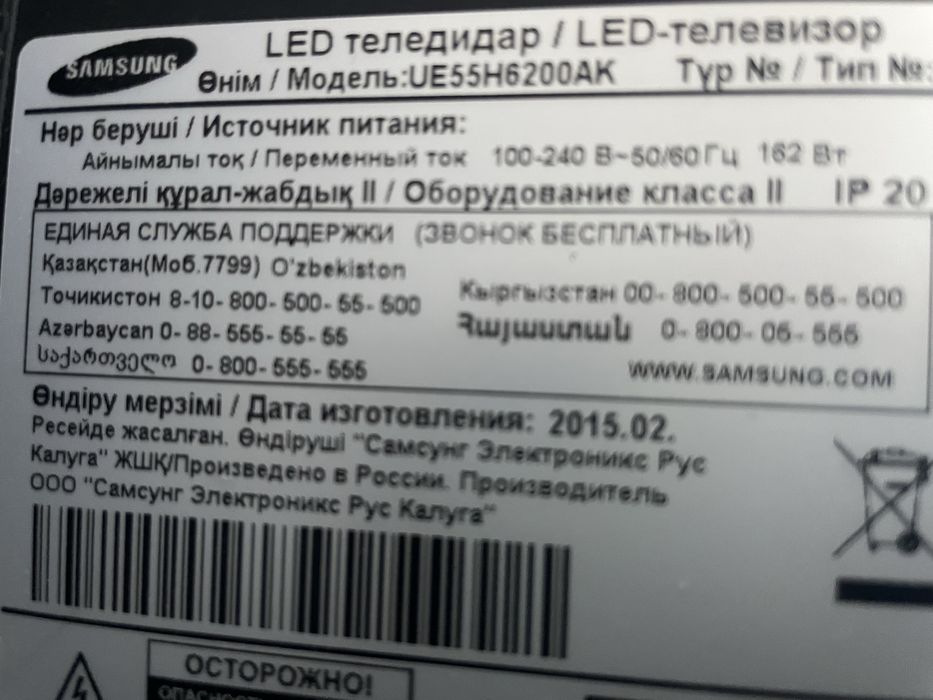 SAMSUNG
LED теледидар / LED-телевизор
Өнім / Модель:UE55H6200AK Түр № / Тип №:
Нәр беруші / Источник питания:
Айнымалы тоқ / Переменный ток 100-240 В~50/60Гц 162 Вт
Дәрежелі құрал-жабдық II / Оборудование класса II IP 20
ЕДИНАЯ СЛУЖБА ПОДДЕРЖКИ (ЗВОНОК БЕСПЛАТНЫЙ)
Қазақстан(Моб.7799) O'zbekiston
Точикистон 8-10-800-500-55-500 Кыргызстан 00-800-500-55-500
Azərbaycan 0-88-555-55-55 Հայաստան 0-800-05-555
საქართველო 0-800-555-555 WWW.SAMSUNG.COM
Өндіру мерзімі / Дата изготовления: 2015.02.
Ресейде жасалған. Өндіруші "Самсунг Электроникс Рус
Калуга" ЖШҚ/Произведено в России. Производитель
ООО "Самсунг Электроникс Рус Калуга"
ОСТОРОЖНО!